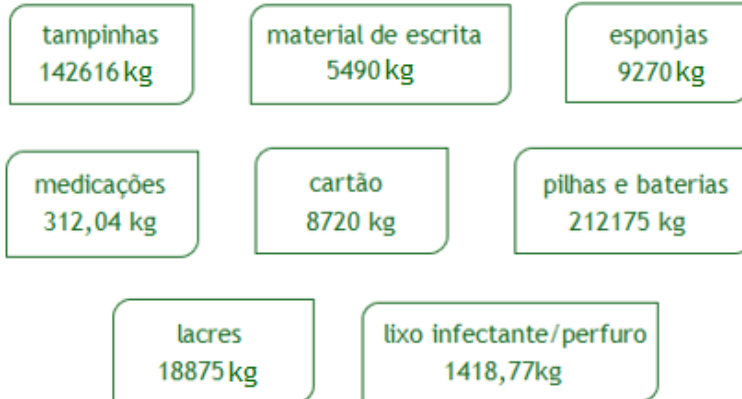 tampinhas
142616 kg
material de escrita
5490 kg
esponjas
9270 kg
medicações
312,04 kg
cartão
8720 kg
pilhas e baterias
212175 kg
lacres
18875 kg
lixo infectante/perfuro
1418,77kg